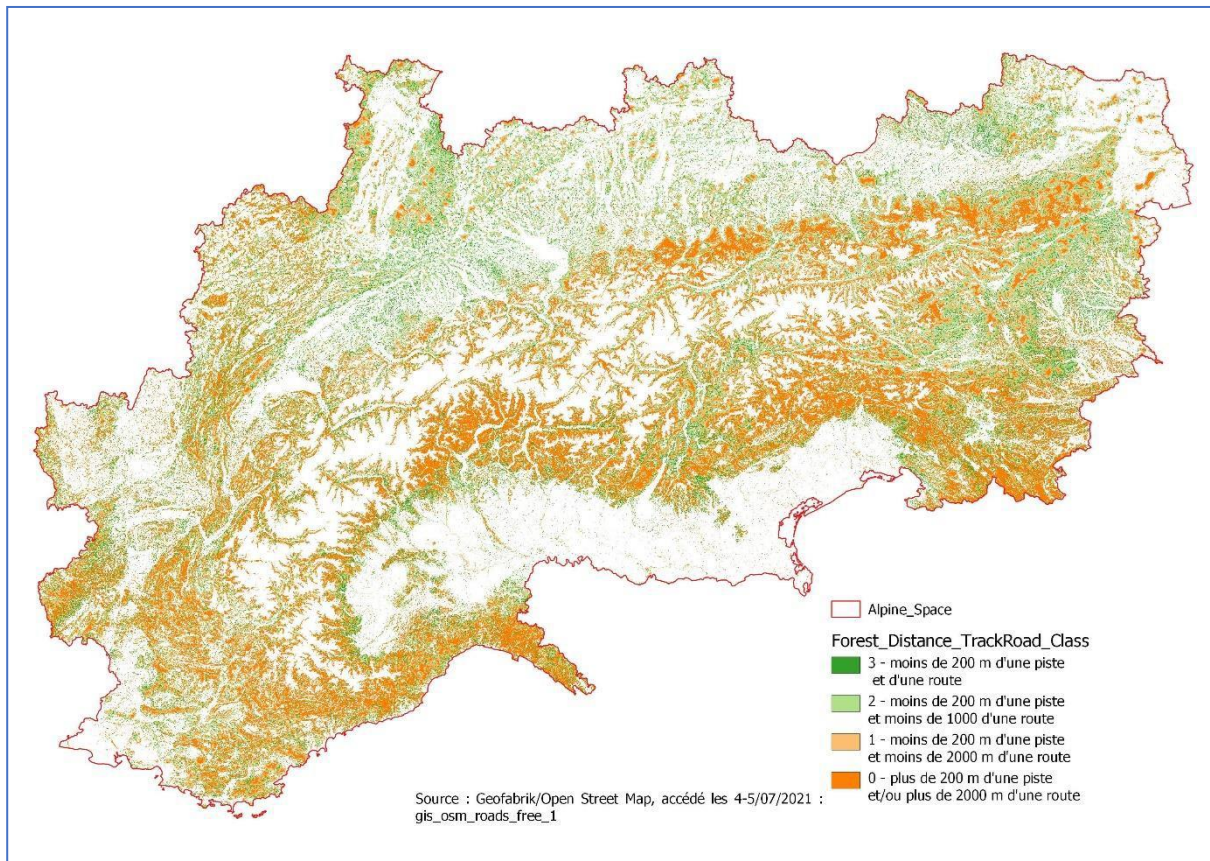 Alpine_Space
Forest_Distance_TrackRoad_Class
3 - moins de 200 m d'une piste
et d'une route
2 - moins de 200 m d'une piste
et moins de 1000 d'une route
1 - moins de 200 m d'une piste
et moins de 2000 m d'une route
0 - plus de 200 m d'une piste
et/ou plus de 2000 m d'une route
Source : Geofabrik/Open Street Map, accédé les 4-5/07/2021 :
gis_osm_roads_free_1